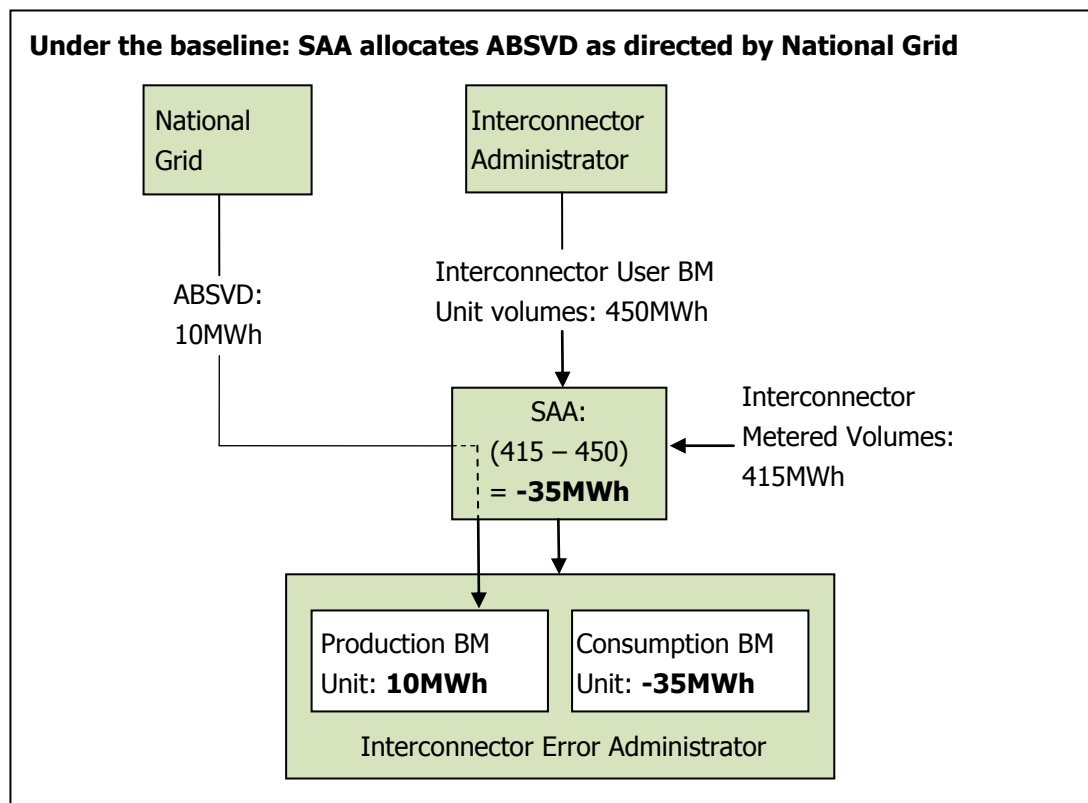 Under the baseline: SAA allocates ABSVD as directed by National Grid
National
Grid
Interconnector
Administrator
ABSVD:
10MWh
Interconnector User BM
Unit volumes: 450MWh
SAA:
(415 – 450)
= -35MWh
Interconnector
Metered Volumes:
415MWh
Production BM
Unit: 10MWh
Consumption BM
Unit: -35MWh
Interconnector Error Administrator